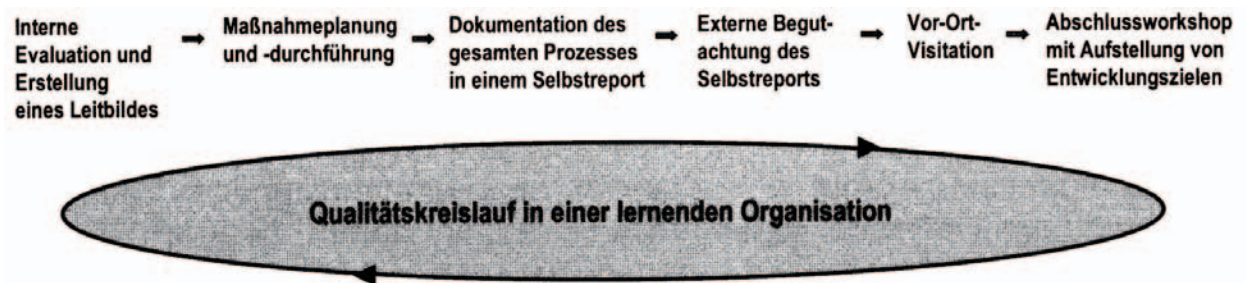 Interne
Evaluation und
Erstellung
eines Leitbildes
Maßnahmeplanung
und -durchführung
Dokumentation des
gesamten Prozesses
in einem Selbstreport
Externe Begut-
achtung des
Selbstreports
Vor-Ort-
Visitation
Abschlussworkshop
mit Aufstellung von
Entwicklungszielen
Qualitätskreislauf in einer lernenden Organisation